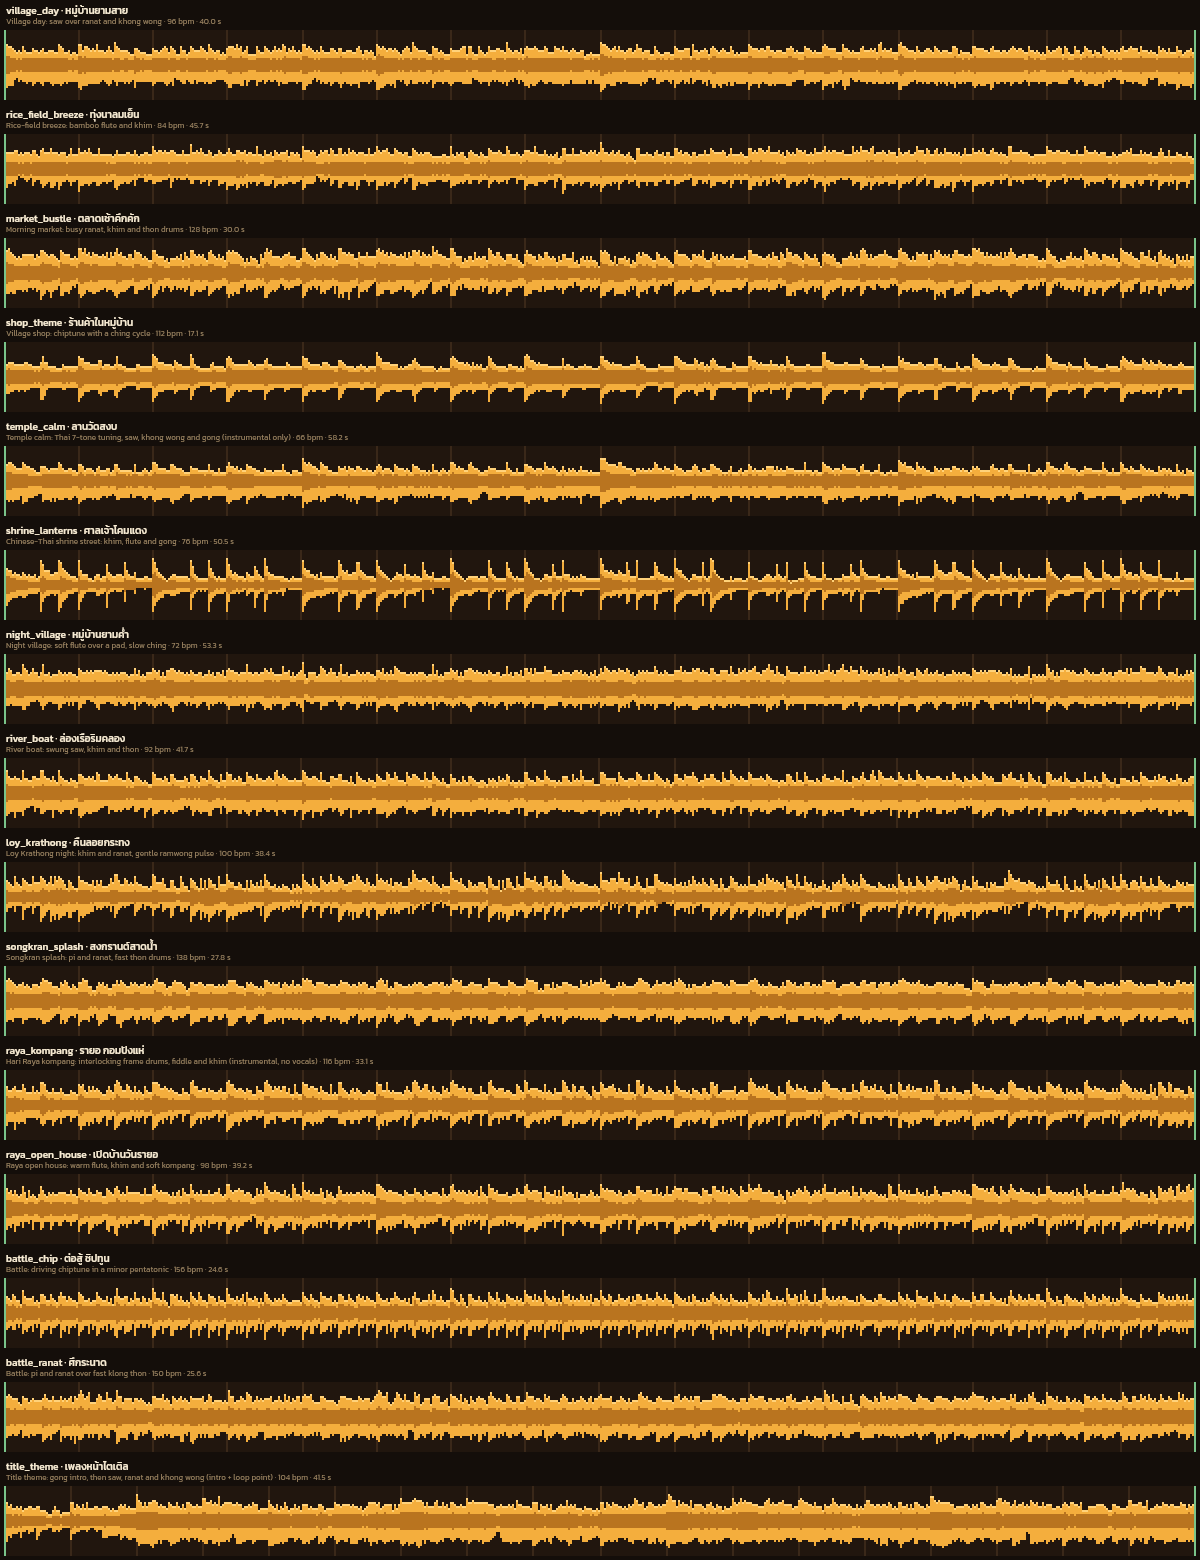 village_day · หมู่บ้านยามสาย
Village day: saw over ranat and khong wong · 96 bpm · 40.0 s
rice_field_breeze · ทุ่งนาลมเย็น
Rice-field breeze: bamboo flute and khim · 84 bpm · 45.7 s
market_bustle · ตลาดเช้าคึกคัก
Morning market: busy ranat, khim and thon drums · 128 bpm · 30.0 s
shop_theme · ร้านค้าในหมู่บ้าน
Village shop: chiptune with a ching cycle · 112 bpm · 17.1 s
temple_calm · ลานวัดสงบ
Temple calm: Thai 7-tone tuning, saw, khong wong and gong (instrumental only) · 66 bpm · 58.2 s
shrine_lanterns · ศาลเจ้าโคมแดง
Chinese-Thai shrine street: khim, flute and gong · 76 bpm · 50.5 s
night_village · หมู่บ้านยามค่ำ
Night village: soft flute over a pad, slow ching · 72 bpm · 53.3 s
river_boat · ล่องเรือริมคลอง
River boat: swung saw, khim and thon · 92 bpm · 41.7 s
loy_krathong · คืนลอยกระทง
Loy Krathong night: khim and ranat, gentle ramwong pulse · 100 bpm · 38.4 s
songkran_splash · สงกรานต์สาดน้ำ
Songkran splash: pi and ranat, fast thon drums · 138 bpm · 27.8 s
raya_kompang · รายอ กอมปังแห่
Hari Raya kompang: interlocking frame drums, fiddle and khim (instrumental, no vocals) · 116 bpm · 33.1 s
raya_open_house · เปิดบ้านวันรายอ
Raya open house: warm flute, khim and soft kompang · 98 bpm · 39.2 s
battle_chip · ต่อสู้ ชิปทูน
Battle: driving chiptune in a minor pentatonic · 156 bpm · 24.6 s
battle_ranat · ศึกระนาด
Battle: pi and ranat over fast klong thon · 150 bpm · 25.6 s
title_theme · เพลงหน้าไตเติล
Title theme: gong intro, then saw, ranat and khong wong (intro + loop point) · 104 bpm · 41.5 s